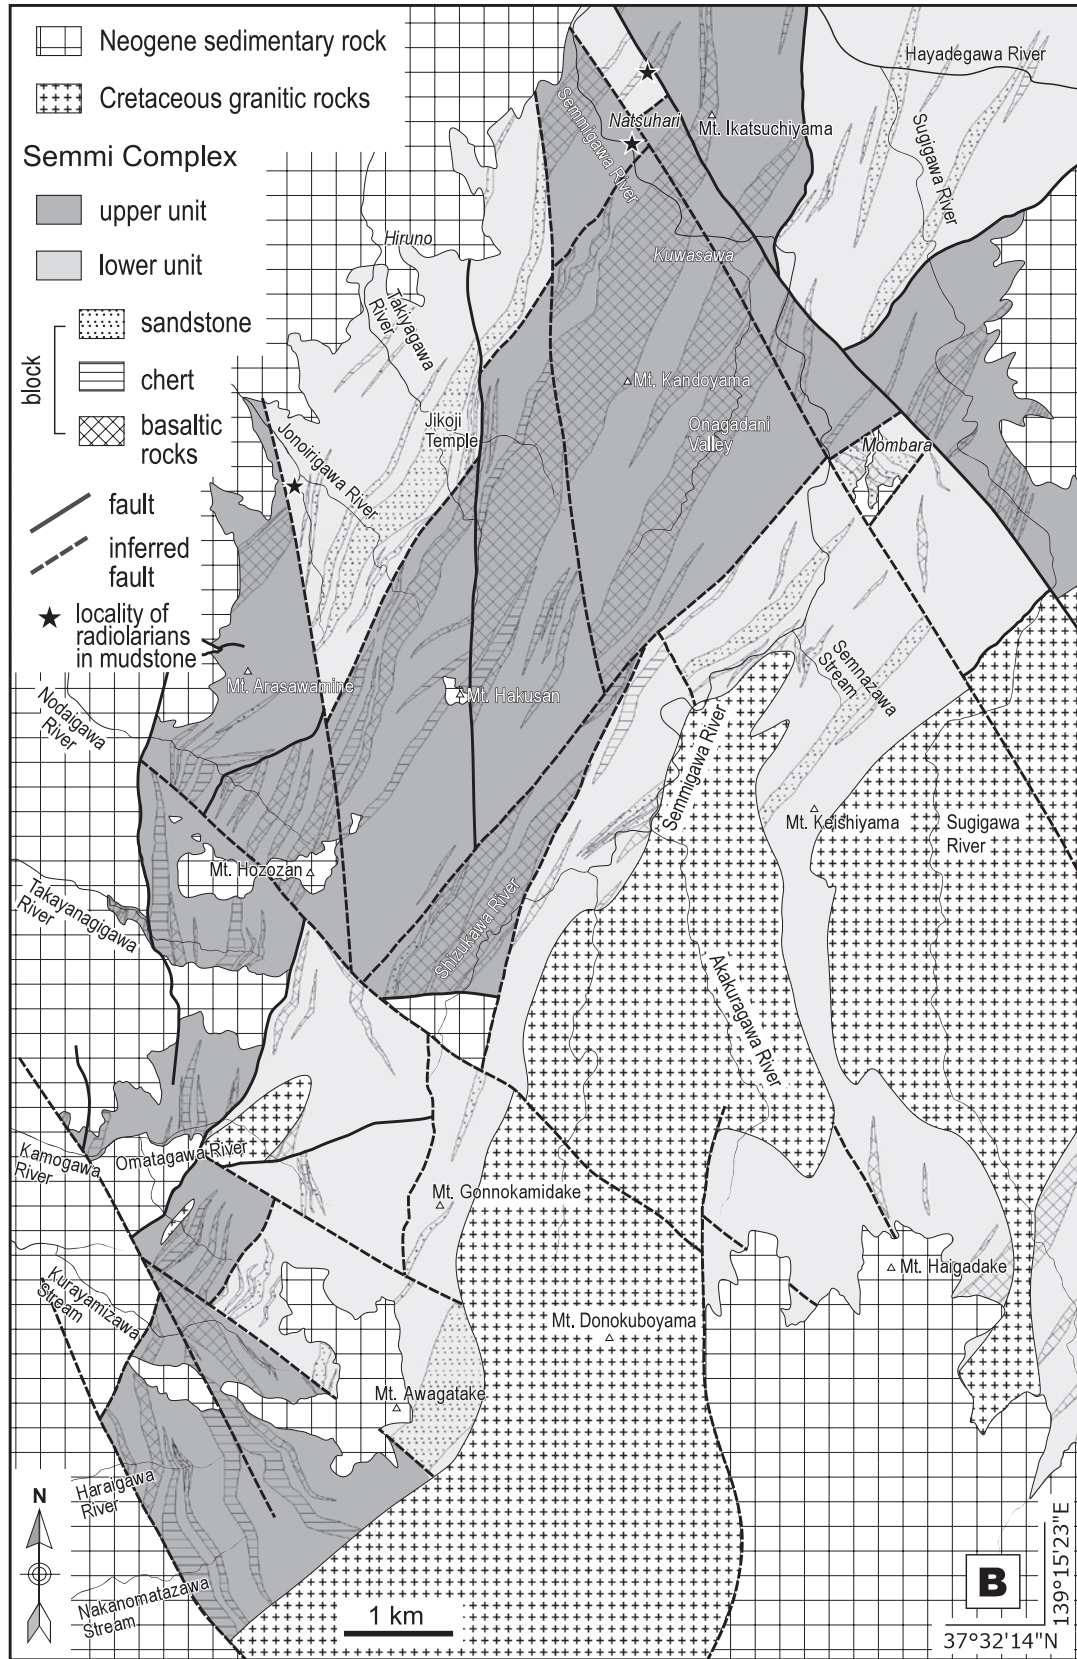 Neogene sedimentary rock
Cretaceous granitic rocks
Semmi Complex
upper unit
lower unit
block
sandstone
chert
basaltic
rocks
fault
inferred
fault
locality of
radiolarians
in mudstone
Hayadegawa River
Sugigawa
River
Natsuhari
Mt. Ikatsuchiyama
Semmigawa River
Kuwasawa
Hiruno
Takiyagawa
River
Mt. Kandoyama
Onagadani
Valley
Jikoji
Temple
Jonoirigawa River
Mombara
Mt. Arasawamine
Mt. Hakusan
Semnazawa
Stream
Nodaigawa
River
Semmigawa River
Mt. Keishiyama
Sugigawa
River
Mt. Hozozan
Takayanagigawa
River
Shizukawa River
Akakuragawa River
Kamogawa
River
Omatagawa River
Mt. Gonnokamidake
Mt. Haigadake
Kurayamizawa
Stream
Mt. Donokuboyama
Mt. Awagatake
Haraigawa
River
N
Nakanomatazawa
Stream
1 km
B
139°15'23"E
37°32'14"N